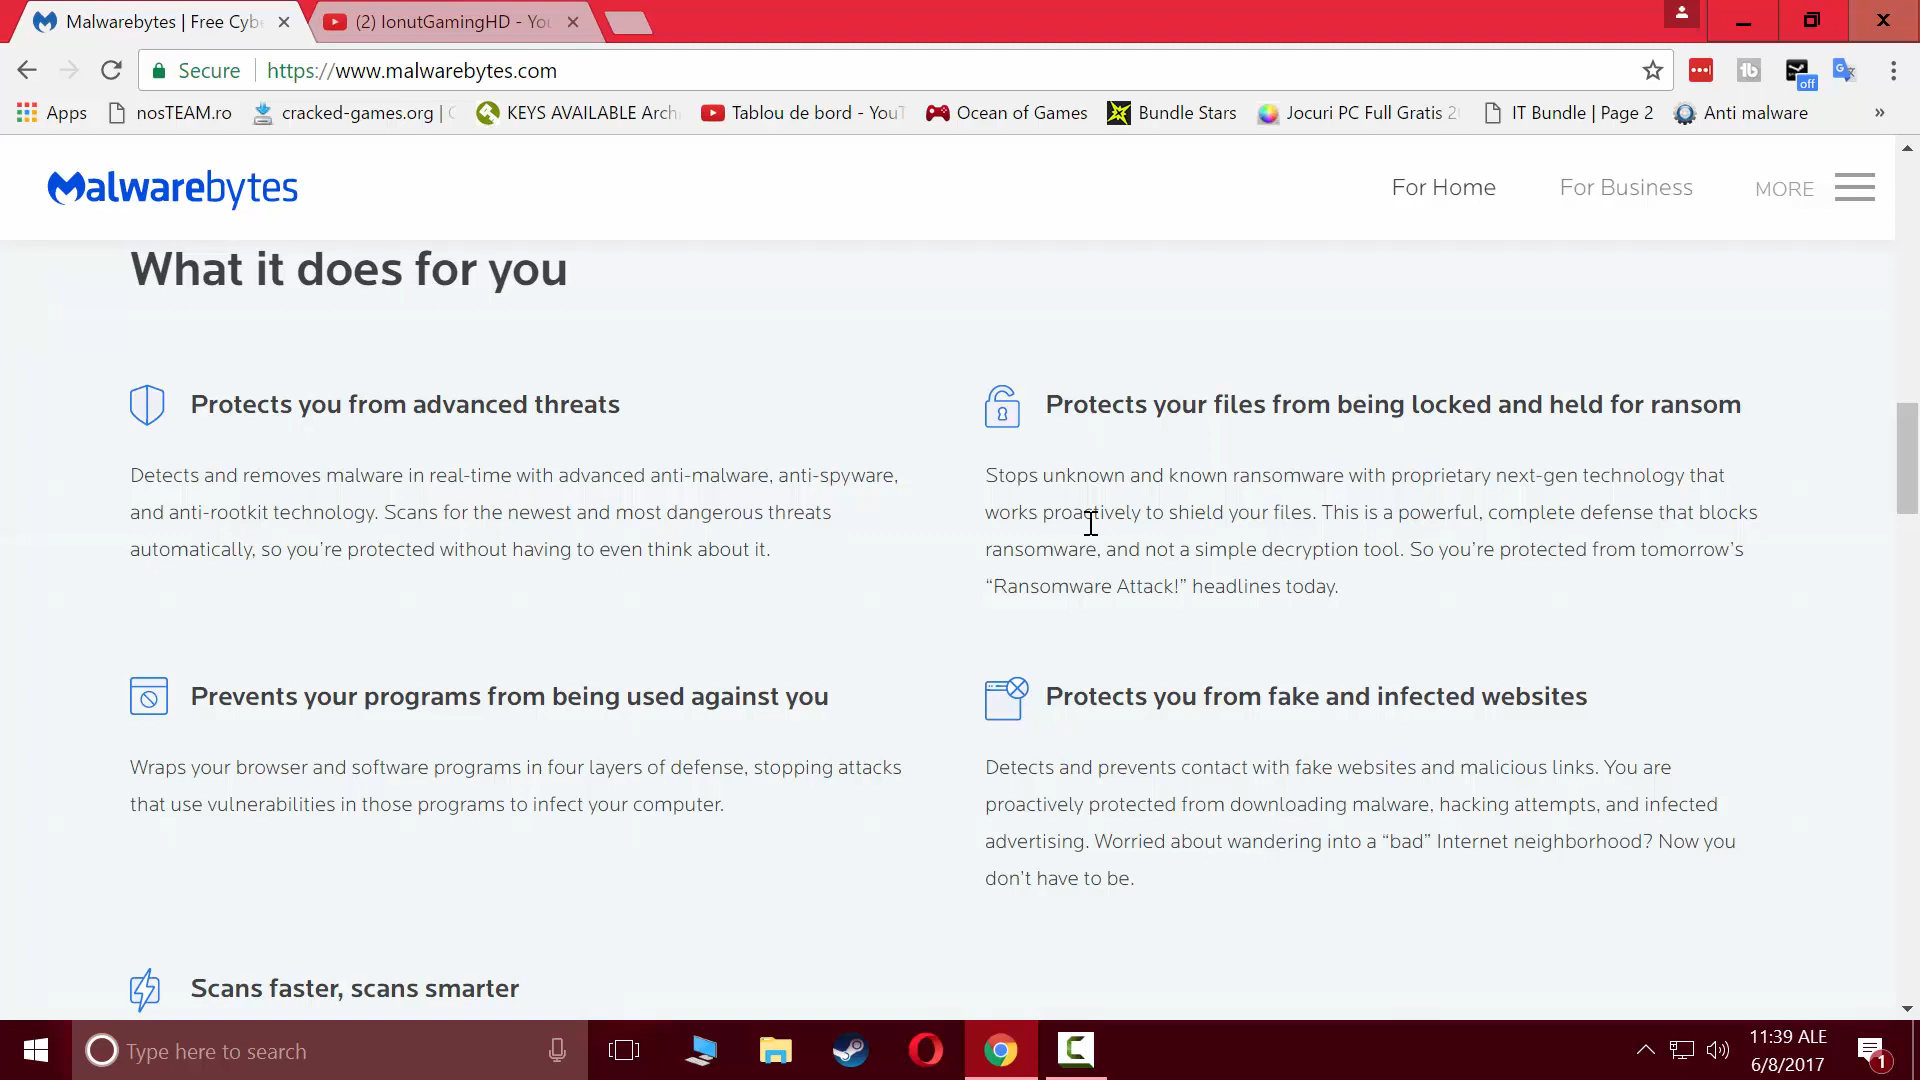 Malwarebytes | Free Cyb
(2) IonutGamingHD - You
Secure
https://www.malwarebytes.com
off
Apps
nosTEAM.ro
cracked-games.org |
KEYS AVAILABLE Arch
Tablou de bord - YouT
Ocean of Games
Bundle Stars
Jocuri PC Full Gratis 2
IT Bundle | Page 2
Anti malware
»
Malwarebytes
For Home
For Business
MORE
What it does for you
Protects you from advanced threats
Detects and removes malware in real-time with advanced anti-malware, anti-spyware,
and anti-rootkit technology. Scans for the newest and most dangerous threats
automatically, so you’re protected without having to even think about it.
Protects your files from being locked and held for ransom
Stops unknown and known ransomware with proprietary next-gen technology that
works proactively to shield your files. This is a powerful, complete defense that blocks
ransomware, and not a simple decryption tool. So you’re protected from tomorrow’s
“Ransomware Attack!” headlines today.
Prevents your programs from being used against you
Wraps your browser and software programs in four layers of defense, stopping attacks
that use vulnerabilities in those programs to infect your computer.
Protects you from fake and infected websites
Detects and prevents contact with fake websites and malicious links. You are
proactively protected from downloading malware, hacking attempts, and infected
advertising. Worried about wandering into a “bad” Internet neighborhood? Now you
don’t have to be.
Scans faster, scans smarter
Type here to search
11:39 ALE
6/8/2017
1